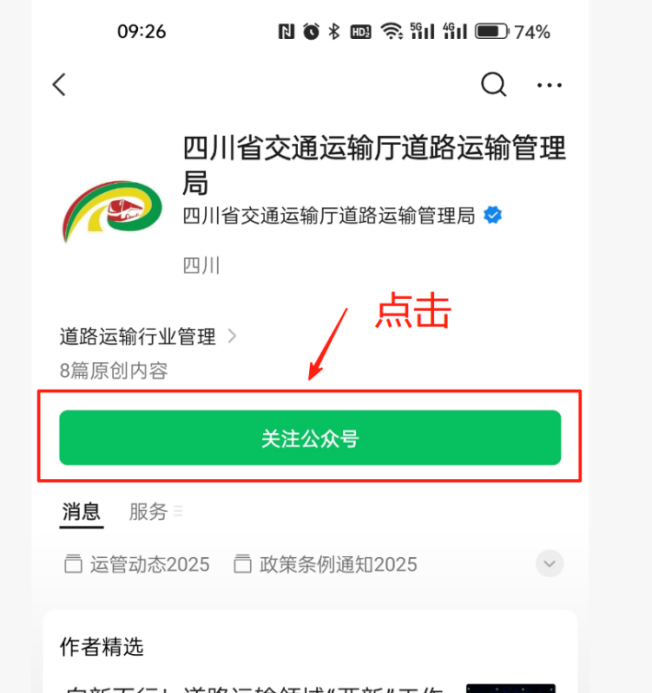 09:26
HD2 5G 4G 74%
四川省交通运输厅道路运输管理
局
四川省交通运输厅道路运输管理局
四川
点击
道路运输行业管理
8篇原创内容
关注公众号
消息 服务
运管动态2025 政策条例通知2025
作者精选